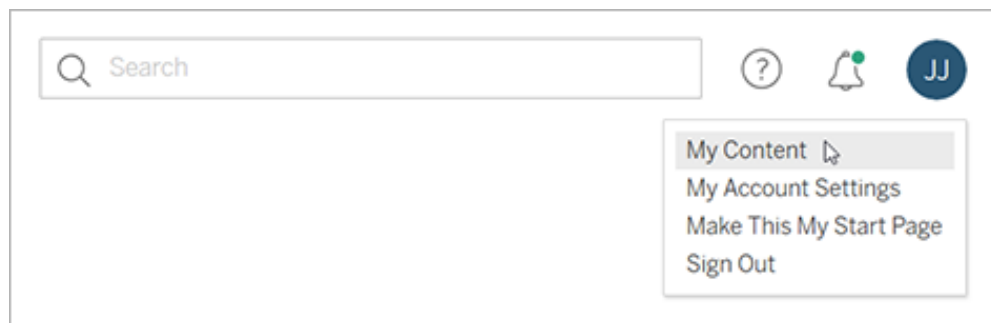 Search
?
JJ
My Content
My Account Settings
Make This My Start Page
Sign Out